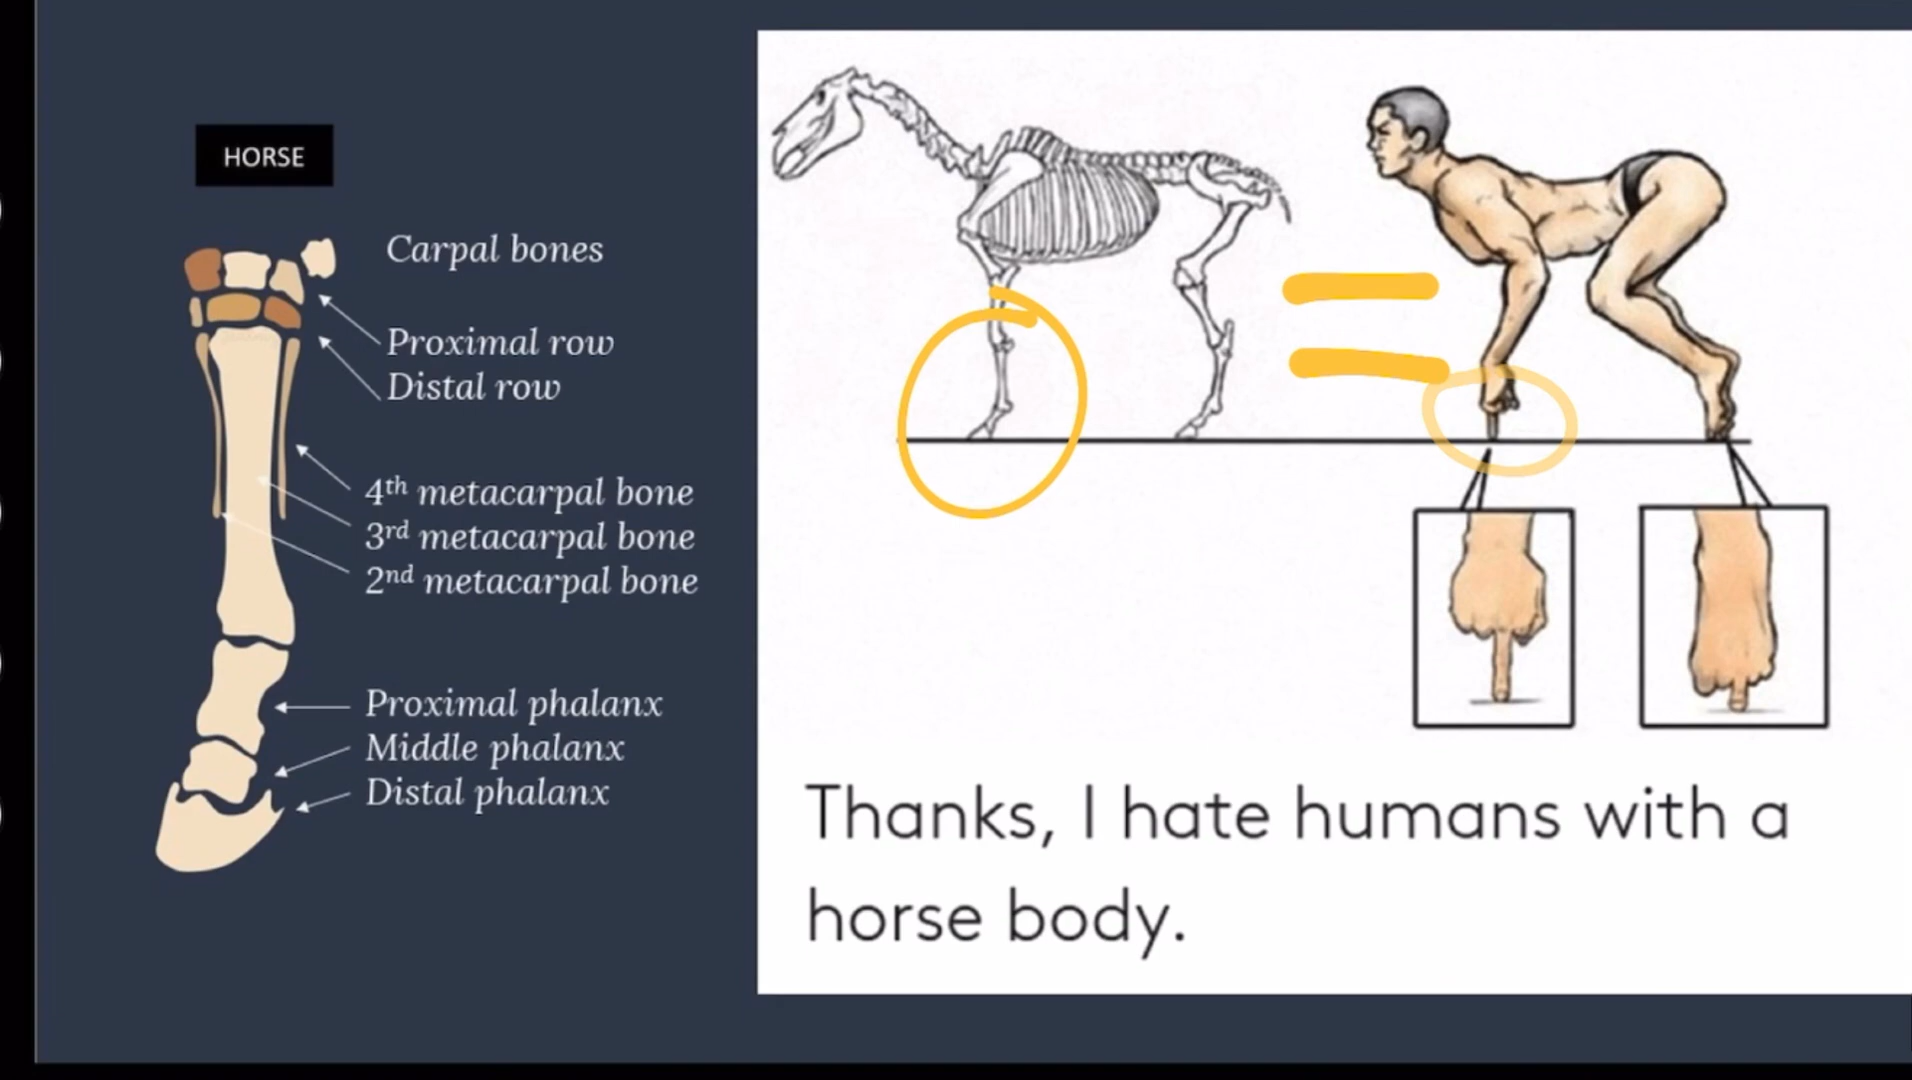 HORSE
Carpal bones
Proximal row
Distal row
4th metacarpal bone
3rd metacarpal bone
2nd metacarpal bone
Proximal phalanx
Middle phalanx
Distal phalanx
Thanks, I hate humans with a
horse body.